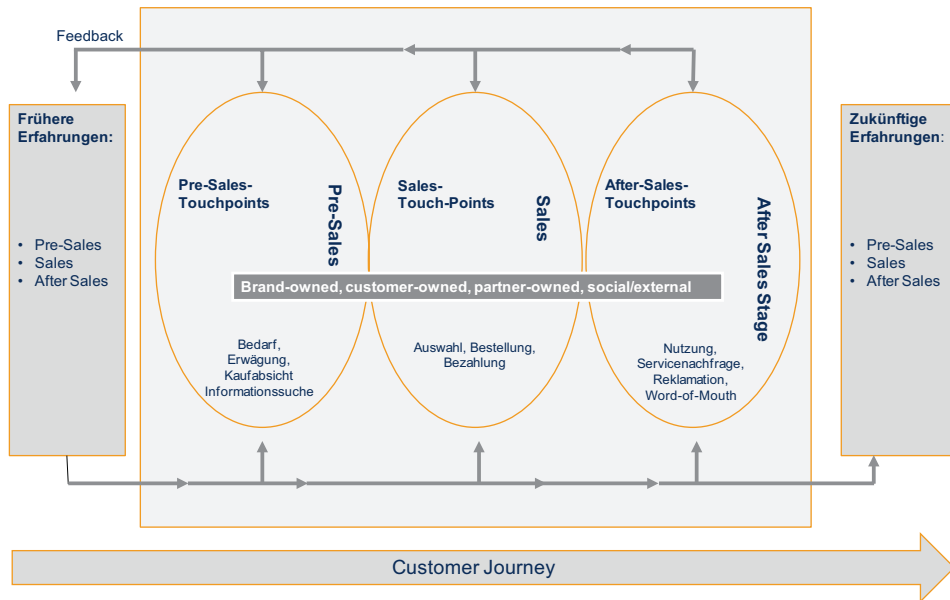 Feedback
Frühere
Erfahrungen:
• Pre-Sales
• Sales
• After Sales
Pre-Sales-
Touchpoints
Pre-Sales
Bedarf,
Erwägung,
Kaufabsicht
Informationssuche
Sales-
Touch-Points
Sales
Auswahl, Bestellung,
Bezahlung
After-Sales-
Touchpoints
After Sales Stage
Nutzung,
Servicenachfrage,
Reklamation,
Word-of-Mouth
Brand-owned, customer-owned, partner-owned, social/external
Zukünftige
Erfahrungen:
• Pre-Sales
• Sales
• After Sales
Customer Journey